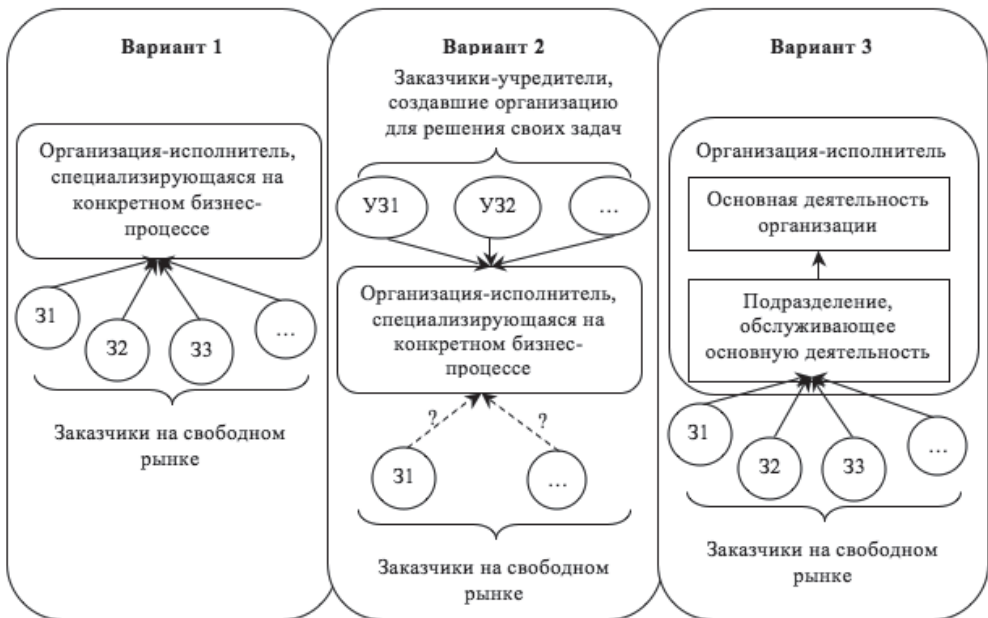 Вариант 1
Организация-исполнитель,
специализирующаяся на
конкретном бизнес-
процессе
З1
З2
З3
...
Заказчики на свободном
рынке
Вариант 2
Заказчики-учредители,
создавшие организацию
для решения своих задач
УЗ1
УЗ2
...
Организация-исполнитель,
специализирующаяся на
конкретном бизнес-
процессе
?
?
З1
...
Заказчики на свободном
рынке
Вариант 3
Организация-исполнитель
Основная деятельность
организации
Подразделение,
обслуживающее
основную деятельность
З1
З2
З3
...
Заказчики на свободном
рынке